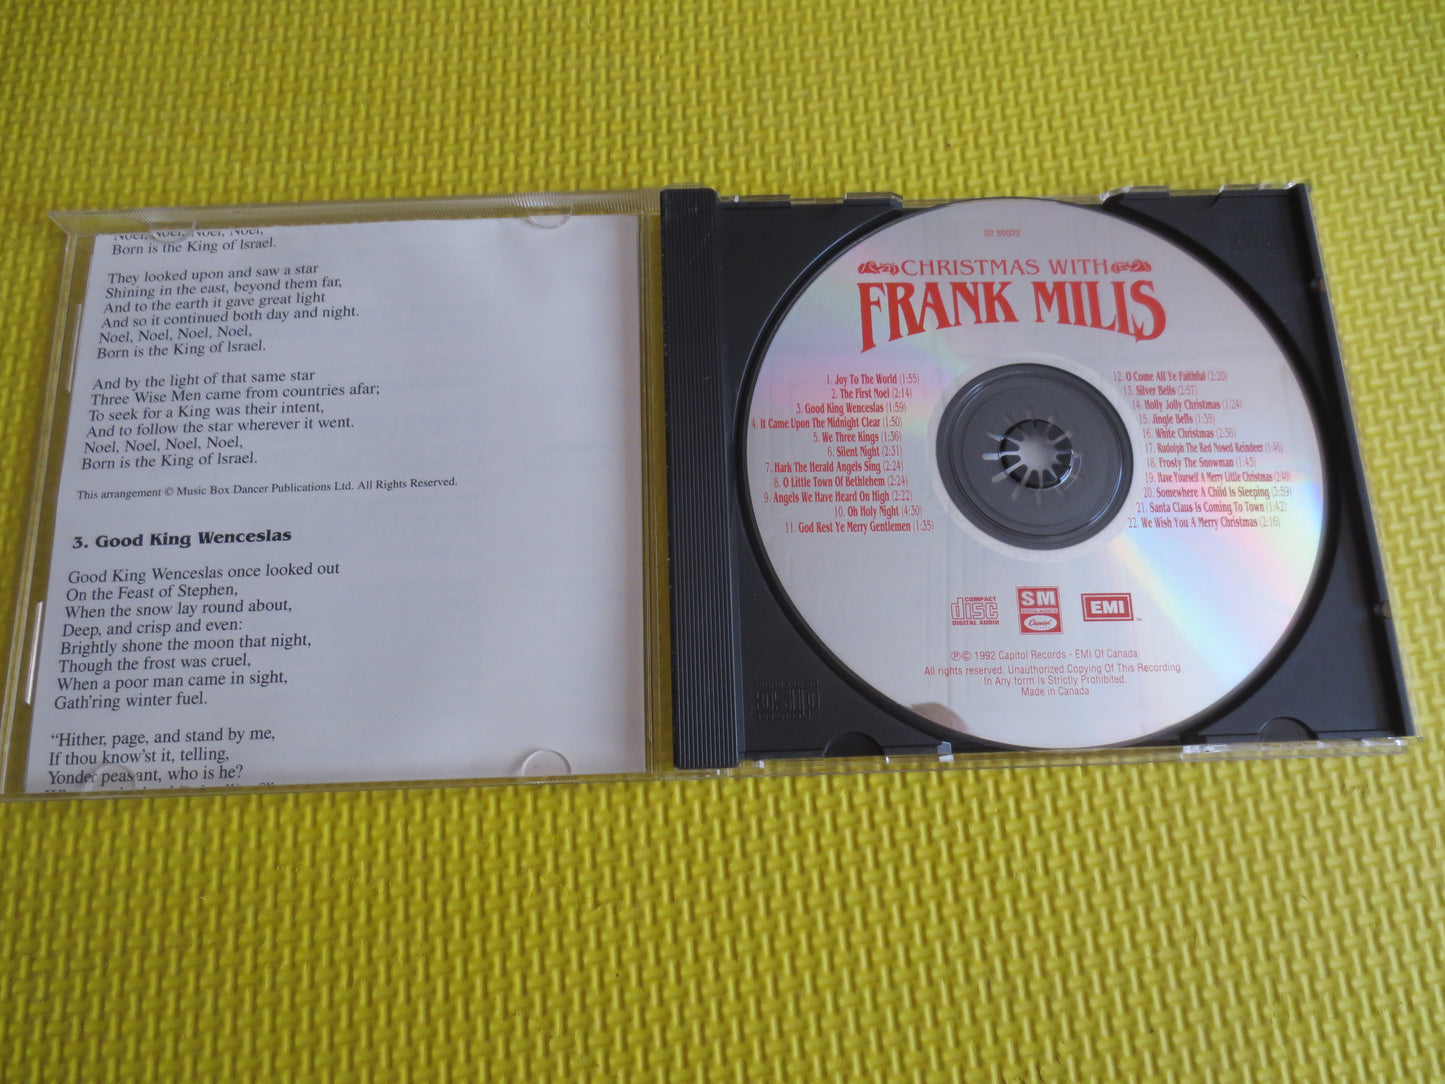 Noel, Noel, Noel, Noel,
Born is the King of Israel.
They looked upon and saw a star
Shining in the east, beyond them far,
And to the earth it gave great light
And so it continued both day and night.
Noel, Noel, Noel, Noel,
Born is the King of Israel.
And by the light of that same star
Three Wise Men came from countries afar;
To seek for a King was their intent,
And to follow the star wherever it went.
Noel, Noel, Noel, Noel,
Born is the King of Israel.
This arrangement © Music Box Dancer Publications Ltd. All Rights Reserved.
3. Good King Wenceslas
Good King Wenceslas once looked out
On the Feast of Stephen,
When the snow lay round about,
Deep, and crisp and even:
Brightly shone the moon that night,
Though the frost was cruel,
When a poor man came in sight,
Gath'ring winter fuel.
"Hither, page, and stand by me,
If thou know'st it, telling,
Yonder peasant, who is he?
S2 80922
CHRISTMAS WITH
FRANK MILLS
1. Joy To The World (1:55)
2. The First Noel (2:14)
3. Good King Wenceslas (1:59)
4. It Came Upon The Midnight Clear (1:50)
5. We Three Kings (1:36)
6. Silent Night (2:31)
7. Hark The Herald Angels Sing (2:24)
8. O Little Town Of Bethlehem (2:24)
9. Angels We Have Heard On High (2:22)
10. Oh Holy Night (4:30)
11. God Rest Ye Merry Gentlemen (1:35)
12. O Come All Ye Faithful (2:20)
13. Silver Bells (2:57)
14. Holly Jolly Christmas (1:24)
15. Jingle Bells (1:35)
16. White Christmas (2:36)
17. Rudolph The Red Nosed Reindeer (1:46)
18. Frosty The Snowman (1:43)
19. Have Yourself A Merry Little Christmas (2:40)
20. Somewhere A Child Is Sleeping (3:59)
21. Santa Claus Is Coming To Town (1:42)
22. We Wish You A Merry Christmas (2:16)
COMPACT
disc
DIGITAL AUDIO
SM
Capitol
EMI
™
℗© 1992 Capitol Records - EMI Of Canada
All rights reserved. Unauthorized Copying Of This Recording
In Any form Is Strictly Prohibited.
Made in Canada